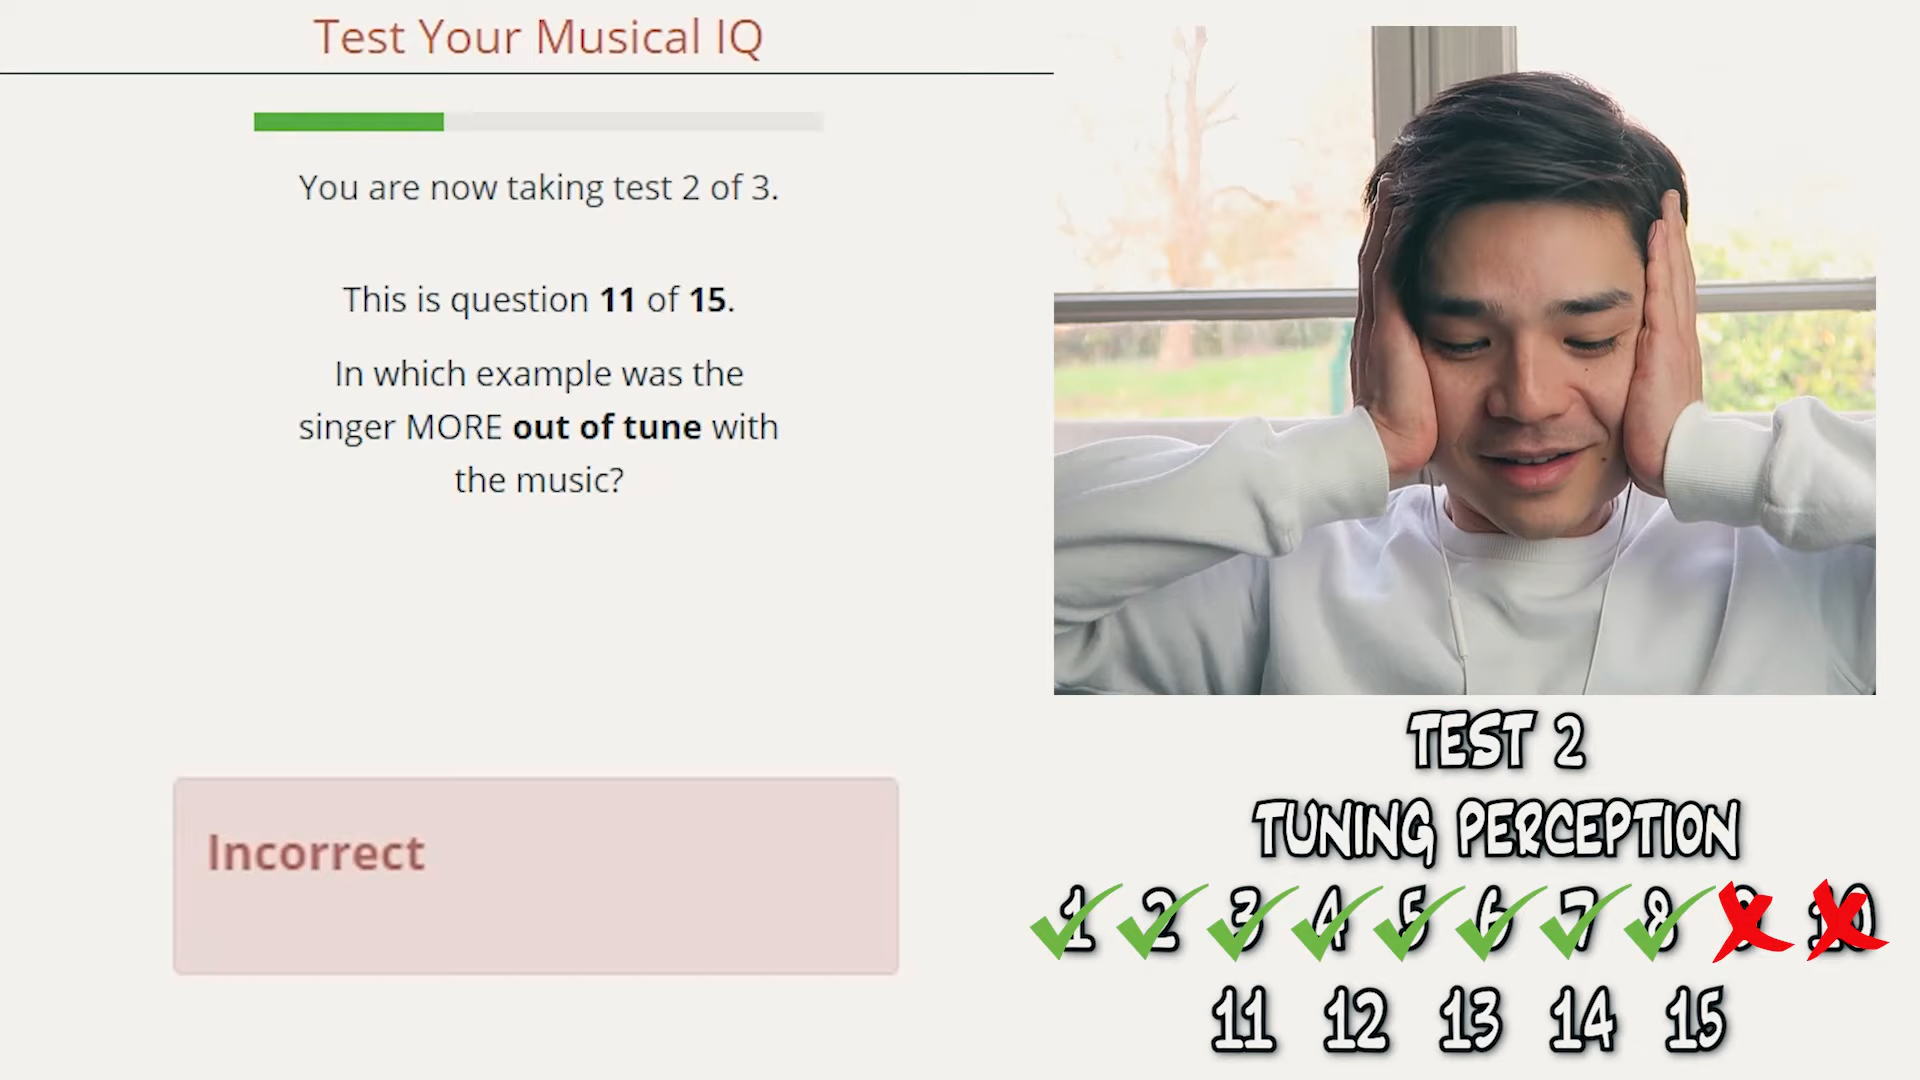 Test Your Musical IQ
You are now taking test 2 of 3.
This is question 11 of 15.
In which example was the
singer MORE out of tune with
the music?
Incorrect
TEST 2
TUNING PERCEPTION
1 2 3 4 5 6 7 8 9 10
11 12 13 14 15